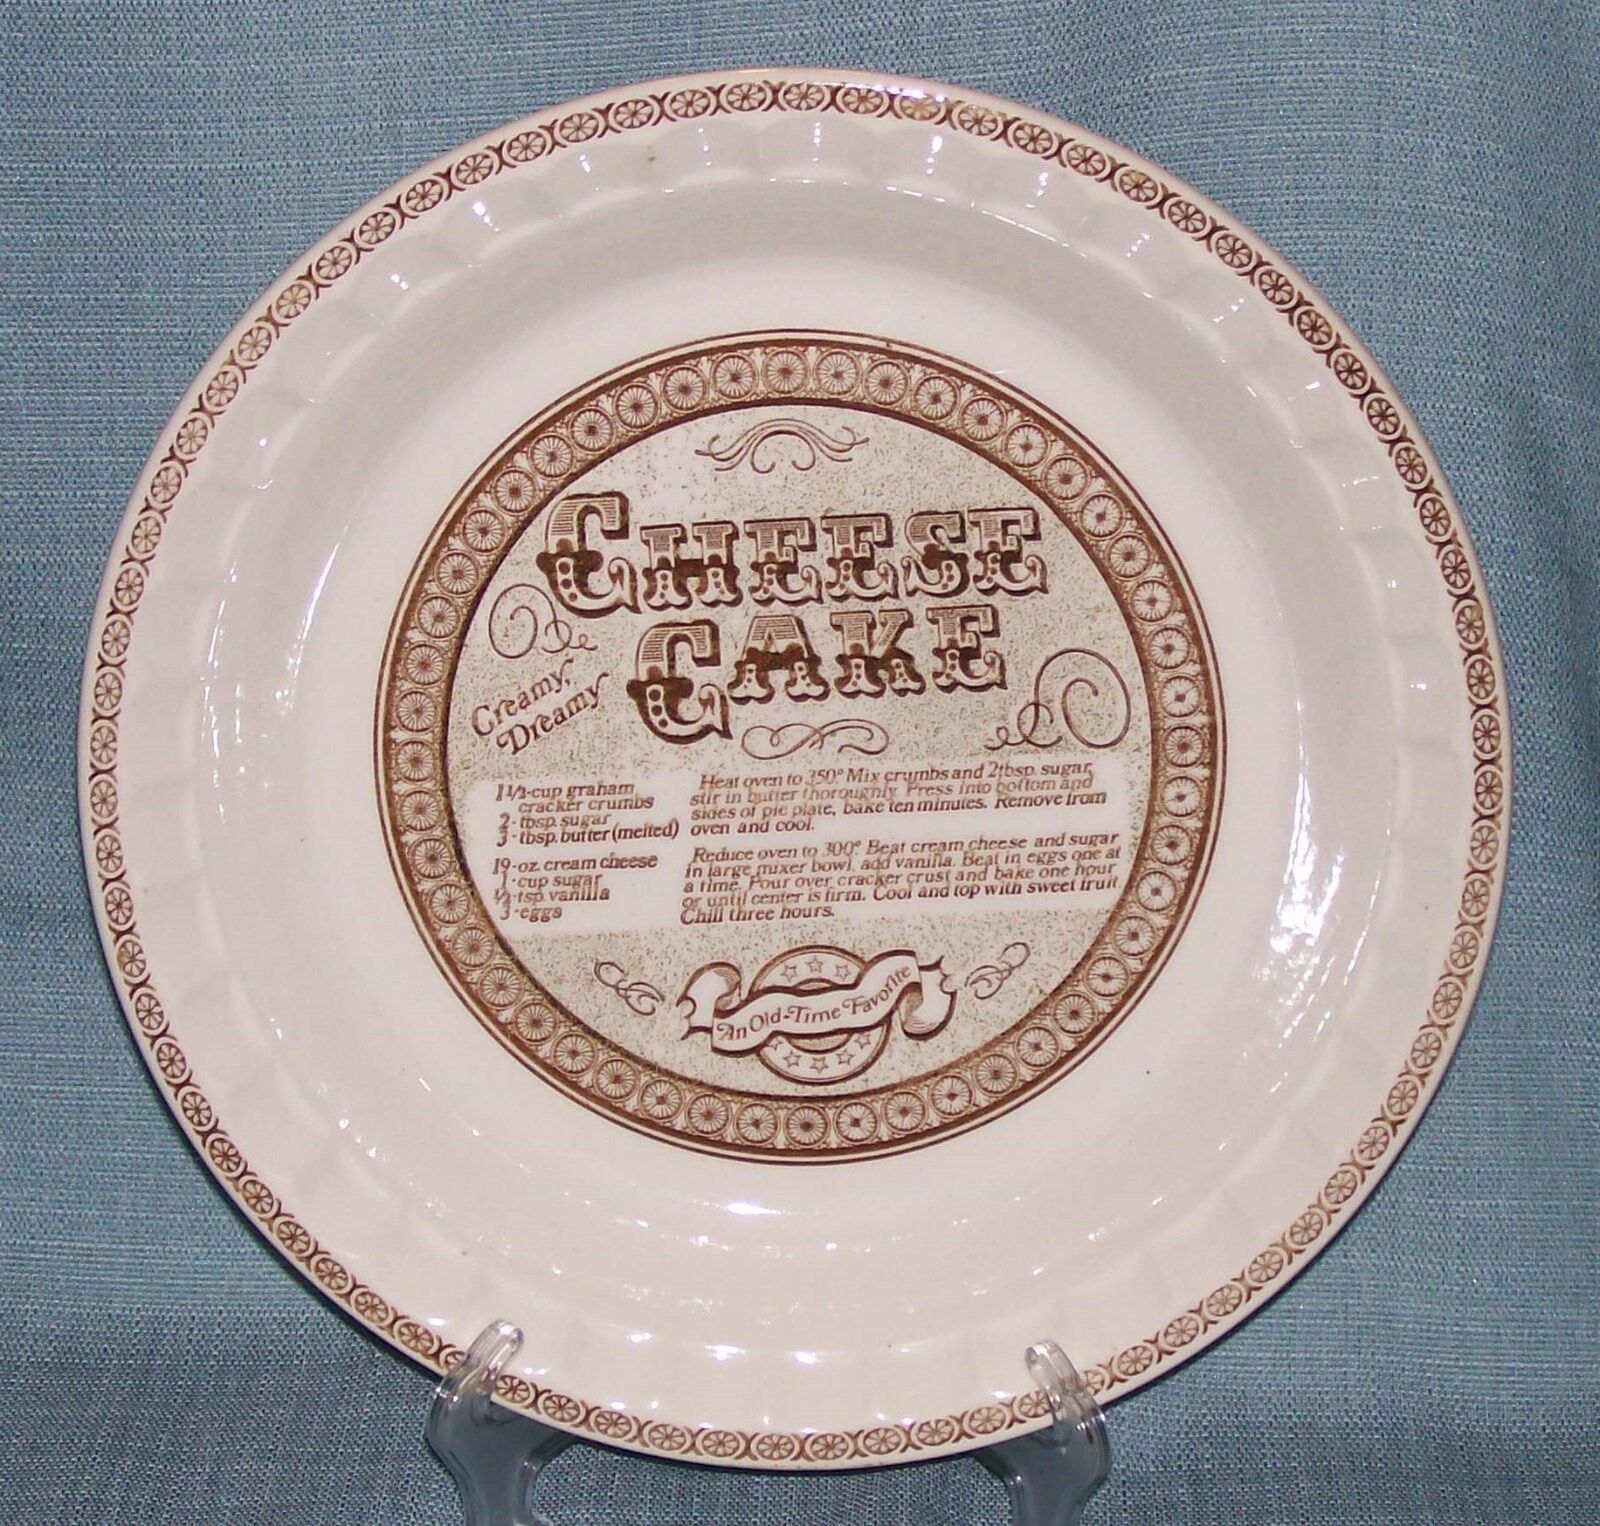 CHEESE
CAKE
Creamy,
Dreamy
1 1/2-cup graham
cracker crumbs
2-tbsp. sugar
3-tbsp. butter (melted)
19-oz. cream cheese
1-cup sugar
1/2-tsp. vanilla
3-eggs
Heat oven to 350° Mix crumbs and 2 tbsp. sugar,
stir in butter thoroughly. Press into bottom and
sides of pie plate, bake ten minutes. Remove from
oven and cool.
Reduce oven to 300° Beat cream cheese and sugar
in large mixer bowl, add vanilla. Beat in eggs one at
a time. Pour over cracker crust and bake one hour
or until center is firm. Cool and top with sweet fruit.
Chill three hours.
An Old-Time Favorite